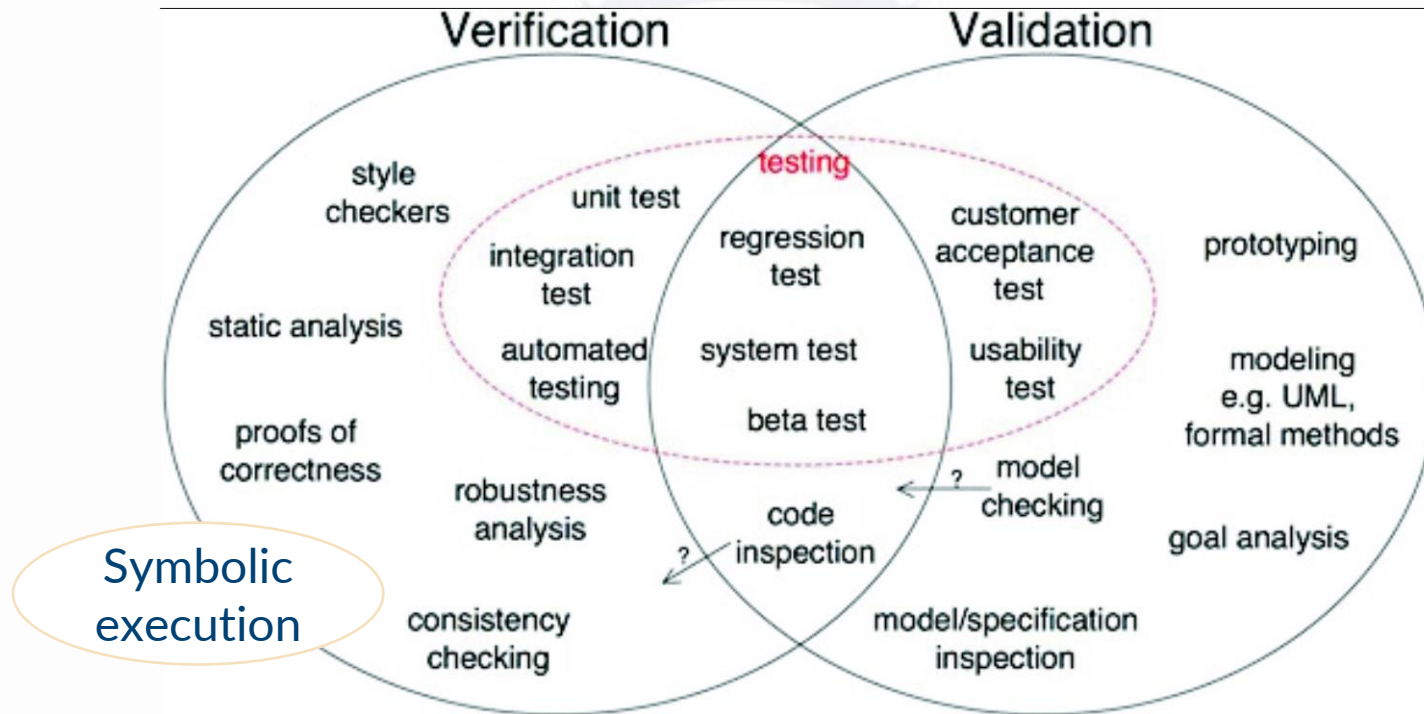 Verification
Validation
testing
style
checkers
unit test
integration
test
automated
testing
static analysis
proofs of
correctness
robustness
analysis
Symbolic
execution
consistency
checking
regression
test
system test
beta test
code
inspection
?
customer
acceptance
test
usability
test
?
model
checking
model/specification
inspection
prototyping
modeling
e.g. UML,
formal methods
goal analysis